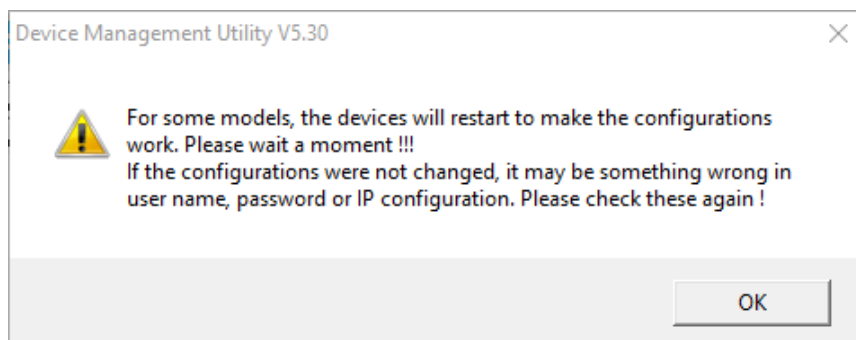 Device Management Utility V5.30
For some models, the devices will restart to make the configurations
work. Please wait a moment !!!
If the configurations were not changed, it may be something wrong in
user name, password or IP configuration. Please check these again !
OK